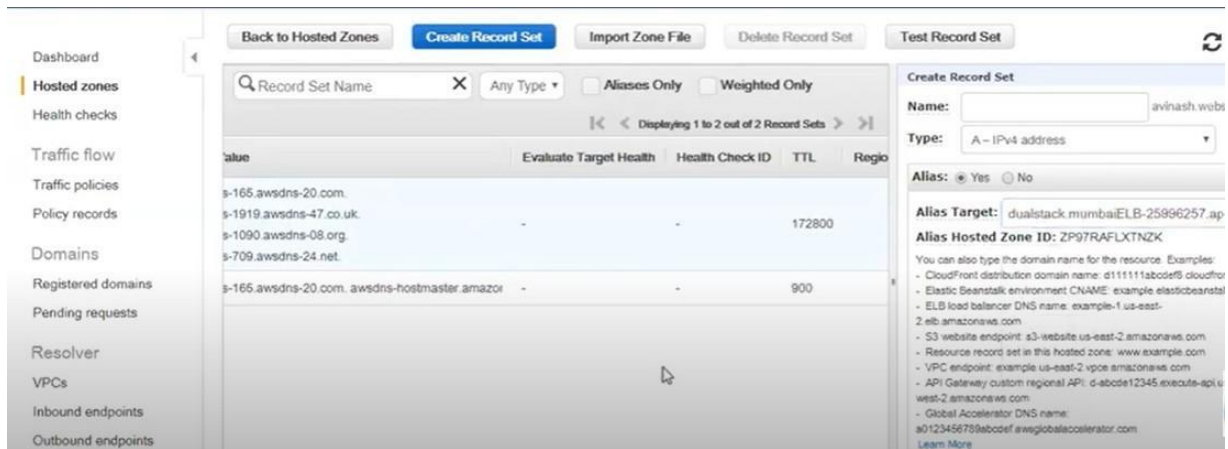 Back to Hosted Zones Create Record Set Import Zone File Delete Record Set Test Record Set
Dashboard
Hosted zones
Health checks
Traffic flow
Traffic policies
Policy records
Domains
Registered domains
Pending requests
Resolver
VPCs
Inbound endpoints
Outbound endpoints
Record Set Name X Any Type Aliases Only Weighted Only
Displaying 1 to 2 out of 2 Record Sets
alue Evaluate Target Health Health Check ID TTL Regio
s-165.awsdns-20.com.
s-1919.awsdns-47.co.uk.
s-1090.awsdns-08.org.
s-709.awsdns-24.net.
- - 172800
s-165.awsdns-20.com. awsdns-hostmaster.amazon - - 900
Create Record Set
Name: avinash.webs
Type: A – IPv4 address
Alias: Yes No
Alias Target: dualstack.mumbaiELB-25996257.ap
Alias Hosted Zone ID: ZP97RAFLXTNZK
You can also type the domain name for the resource. Examples:
- CloudFront distribution domain name: d111111abcdef8.cloudfron
- Elastic Beanstalk environment CNAME: example.elasticbeanstal
- ELB load balancer DNS name: example-1.us-east-
2.elb.amazonaws.com
- S3 website endpoint: s3-website.us-east-2.amazonaws.com
- Resource record set in this hosted zone: www.example.com
- VPC endpoint: example.us-east-2.vpce.amazonaws.com
- API Gateway custom regional API: d-abcde12345.execute-api.u
west-2.amazonaws.com
- Global Accelerator DNS name:
a0123456789abcdef.awsglobalaccelerator.com
Learn More